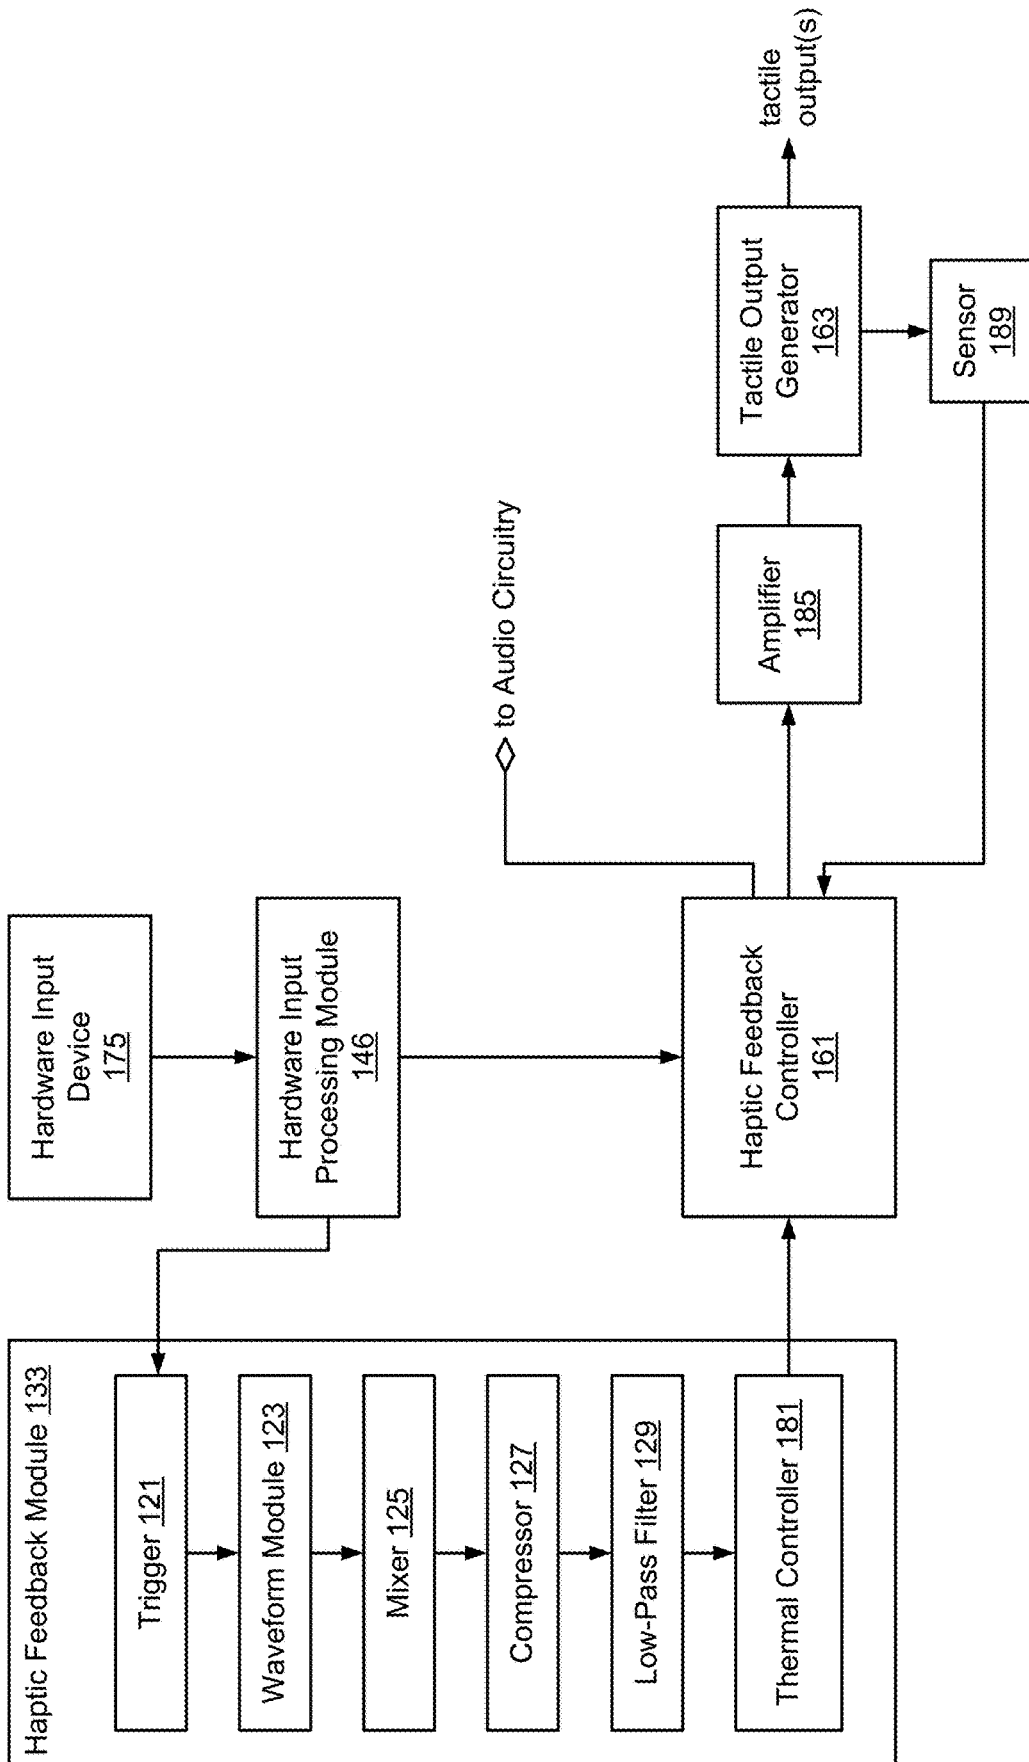 Haptic Feedback Module 133
Trigger 121
Waveform Module 123
Mixer 125
Compressor 127
Low-Pass Filter 129
Thermal Controller 181
Hardware Input
Device
175
Hardware Input
Processing Module
146
Haptic Feedback
Controller
161
to Audio Circuitry
Amplifier
185
Tactile Output
Generator
163
Sensor
189
tactile
output(s)